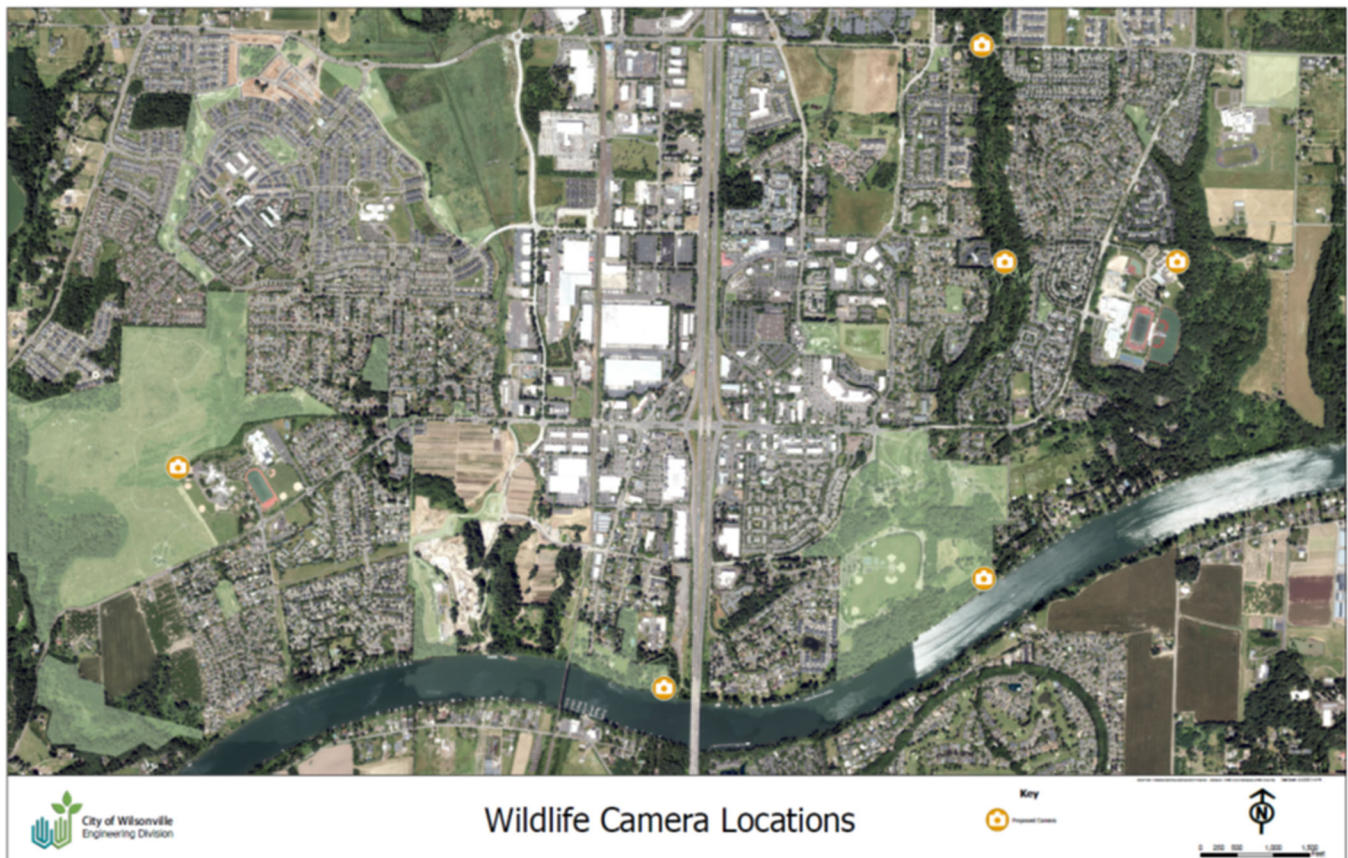 City of Wilsonville
Engineering Division
Wildlife Camera Locations
Key
Proposed Camera
N
0 250 500 1,000 1,500
Feet